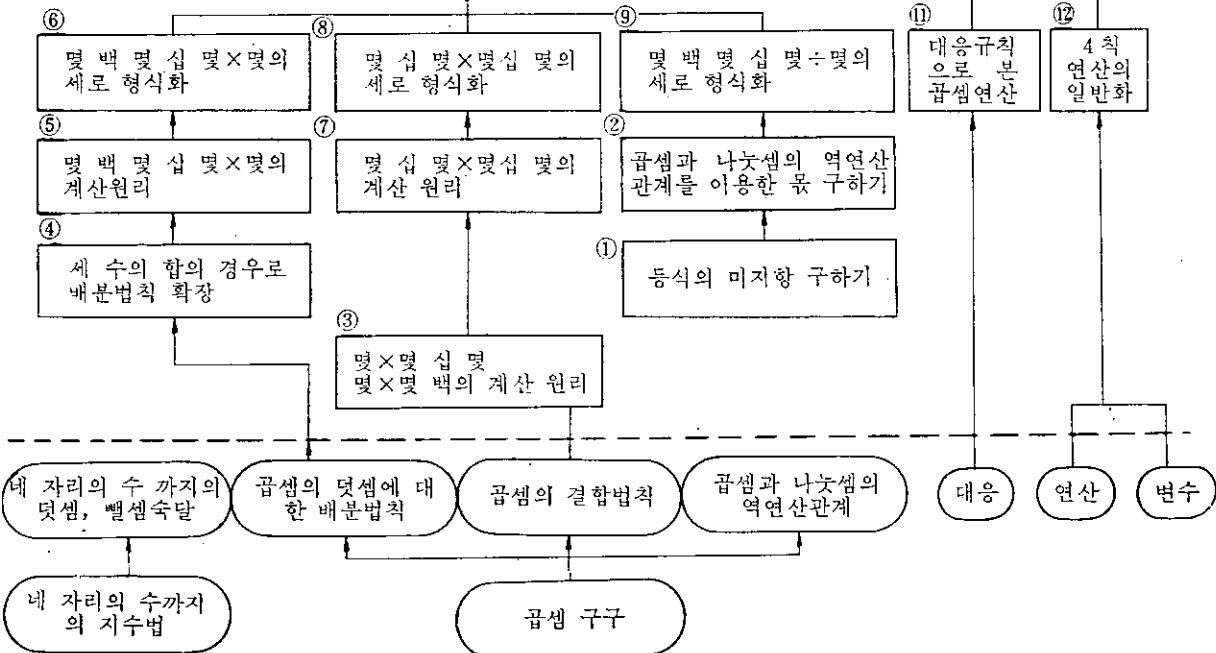 ⑥
몇 백 몇 십 몇×몇의
세로 형식화
⑧
몇 십 몇×몇십 몇의
세로 형식화
⑨
몇 백 몇 십 몇÷몇의
세로 형식화
⑪
대응규칙
으로 본
곱셈연산
⑫
4 칙
연산의
일반화
⑤
몇 백 몇 십 몇×몇의
계산원리
⑦
몇 십 몇×몇십 몇의
계산 원리
②
곱셈과 나눗셈의 역연산
관계를 이용한 몫 구하기
④
세 수의 합의 경우로
배분법칙 확장
①
등식의 미지항 구하기
③
몇×몇 십 몇
몇×몇 백의 계산 원리
네 자리의 수 까지의
덧셈, 뺄셈숙달
곱셈의 덧셈에 대
한 배분법칙
곱셈의 결합법칙
곱셈과 나눗셈의
역연산관계
대응
연산
변수
네 자리의 수까지
의 지수법
곱셈 구구